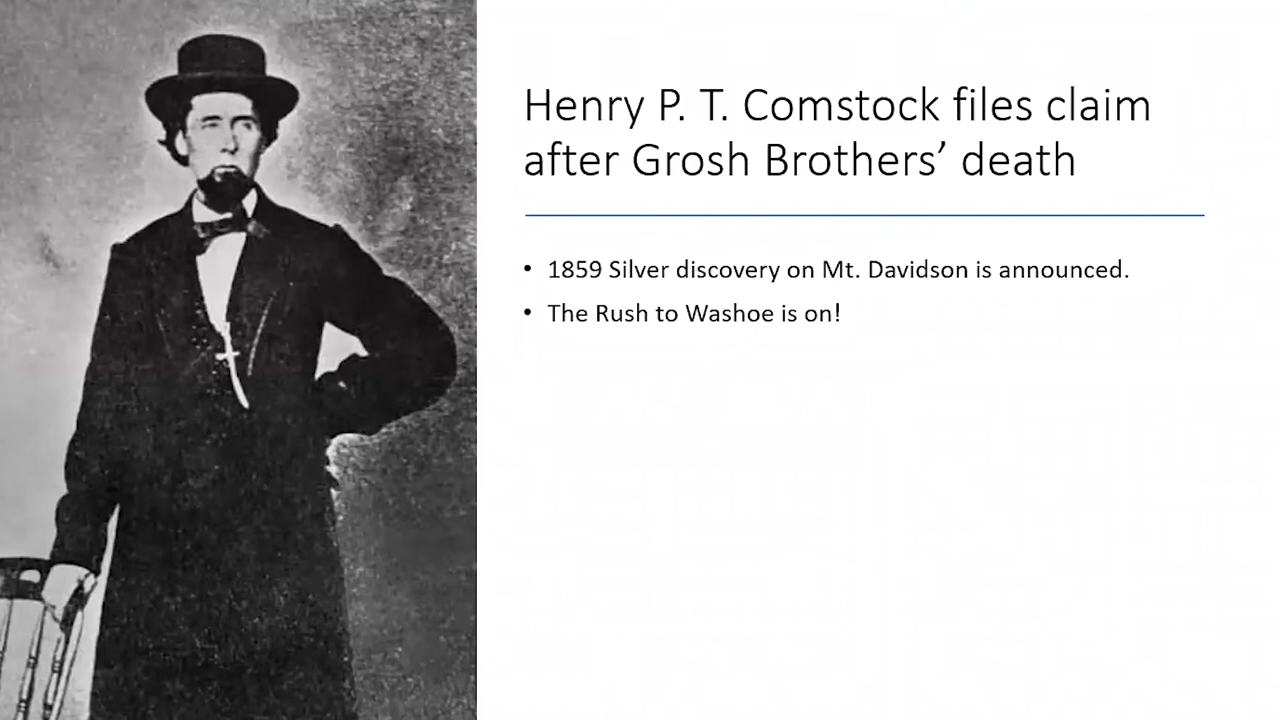 Henry P. T. Comstock files claim
after Grosh Brothers’ death
• 1859 Silver discovery on Mt. Davidson is announced.
• The Rush to Washoe is on!